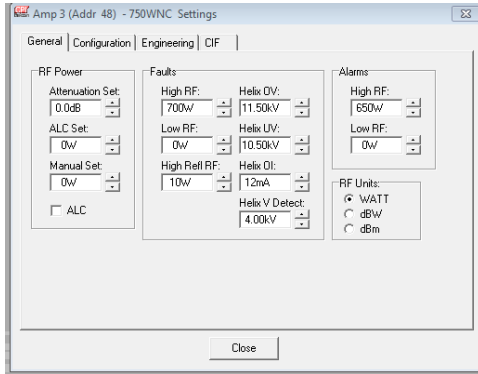 CPI Amp 3 (Addr 48) - 750WNC Settings
General Configuration Engineering CIF
RF Power
Attenuation Set:
0.0dB
ALC Set:
0W
Manual Set:
0W
ALC
Faults
High RF:
700W
Low RF:
0W
High Refl RF:
10W
Helix OV:
11.50kV
Helix UV:
10.50kV
Helix OI:
12mA
Helix V Detect:
4.00kV
Alarms
High RF:
650W
Low RF:
0W
RF Units:
WATT
dBW
dBm
Close